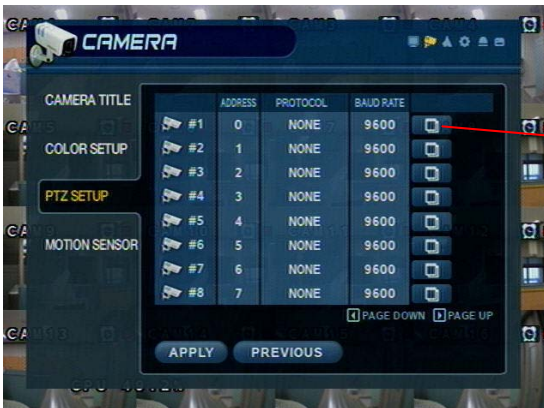 CAMERA
CAMERA TITLE
COLOR SETUP
PTZ SETUP
MOTION SENSOR
ADDRESS PROTOCOL BAUD RATE
#1 0 NONE 9600
#2 1 NONE 9600
#3 2 NONE 9600
#4 3 NONE 9600
#5 4 NONE 9600
#6 5 NONE 9600
#7 6 NONE 9600
#8 7 NONE 9600
PAGE DOWN PAGE UP
APPLY PREVIOUS